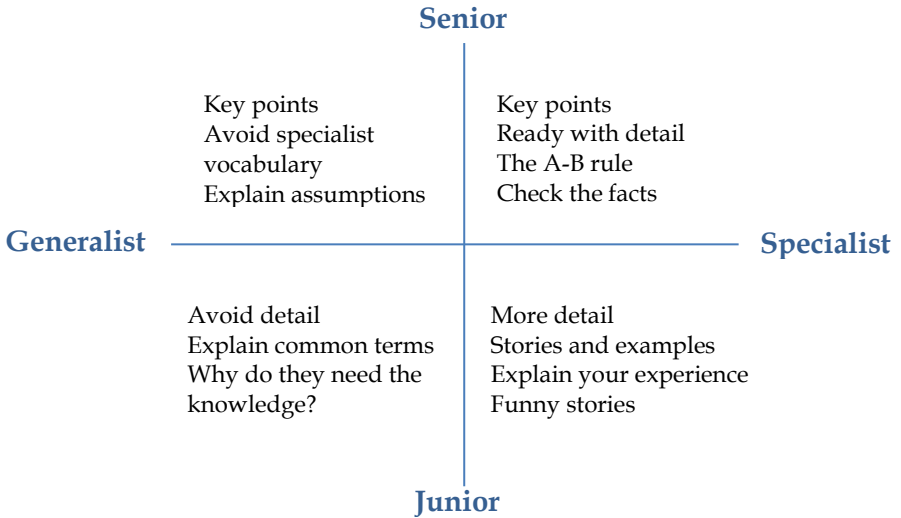 Senior
Key points
Avoid specialist
vocabulary
Explain assumptions
Key points
Ready with detail
The A-B rule
Check the facts
Generalist
Specialist
Avoid detail
Explain common terms
Why do they need the
knowledge?
More detail
Stories and examples
Explain your experience
Funny stories
Junior